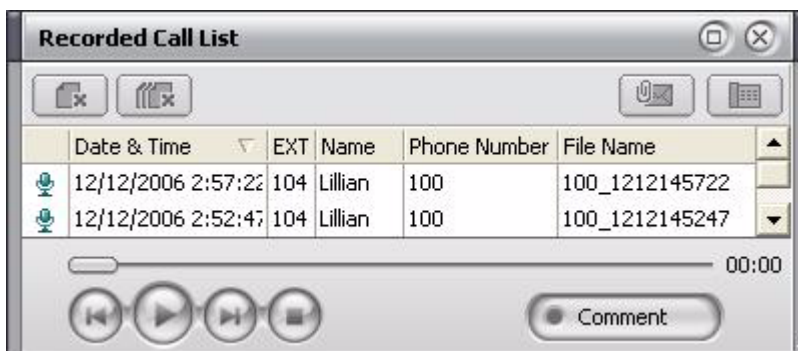 Recorded Call List
Date & Time EXT Name Phone Number File Name
12/12/2006 2:57:22 104 Lillian 100 100_1212145722
12/12/2006 2:52:47 104 Lillian 100 100_1212145247
00:00
Comment